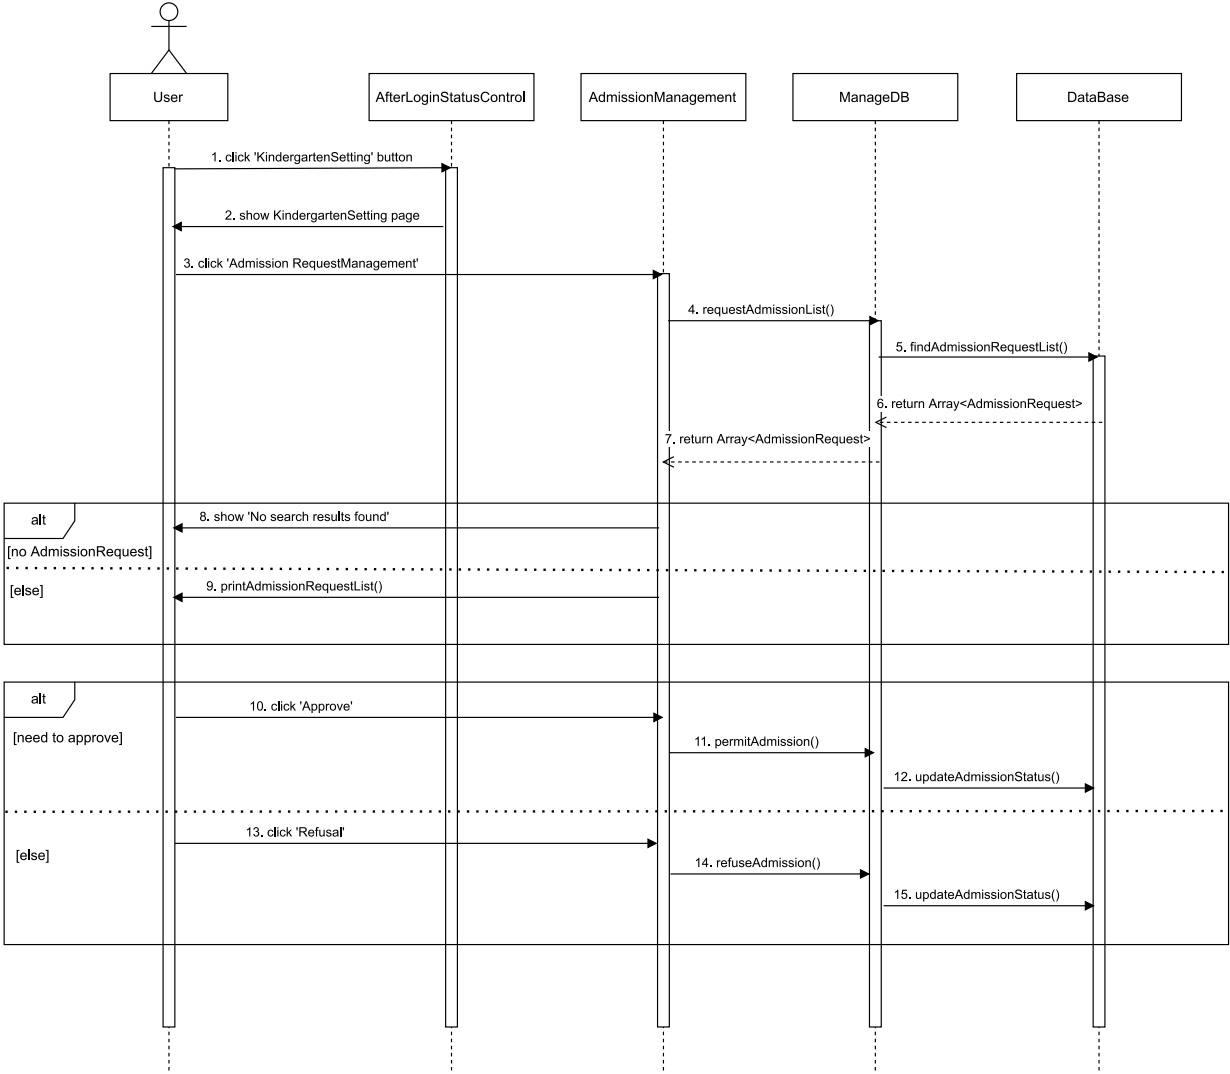 User
AfterLoginStatusControl
AdmissionManagement
ManageDB
DataBase
1. click 'KindergartenSetting' button
2. show KindergartenSetting page
3. click 'Admission RequestManagement'
4. requestAdmissionList()
5. findAdmissionRequestList()
6. return Array<AdmissionRequest>
7. return Array<AdmissionRequest>
alt
8. show 'No search results found'
[no AdmissionRequest]
9. printAdmissionRequestList()
[else]
alt
10. click 'Approve'
[need to approve]
11. permitAdmission()
12. updateAdmissionStatus()
13. click 'Refusal'
[else]
14. refuseAdmission()
15. updateAdmissionStatus()